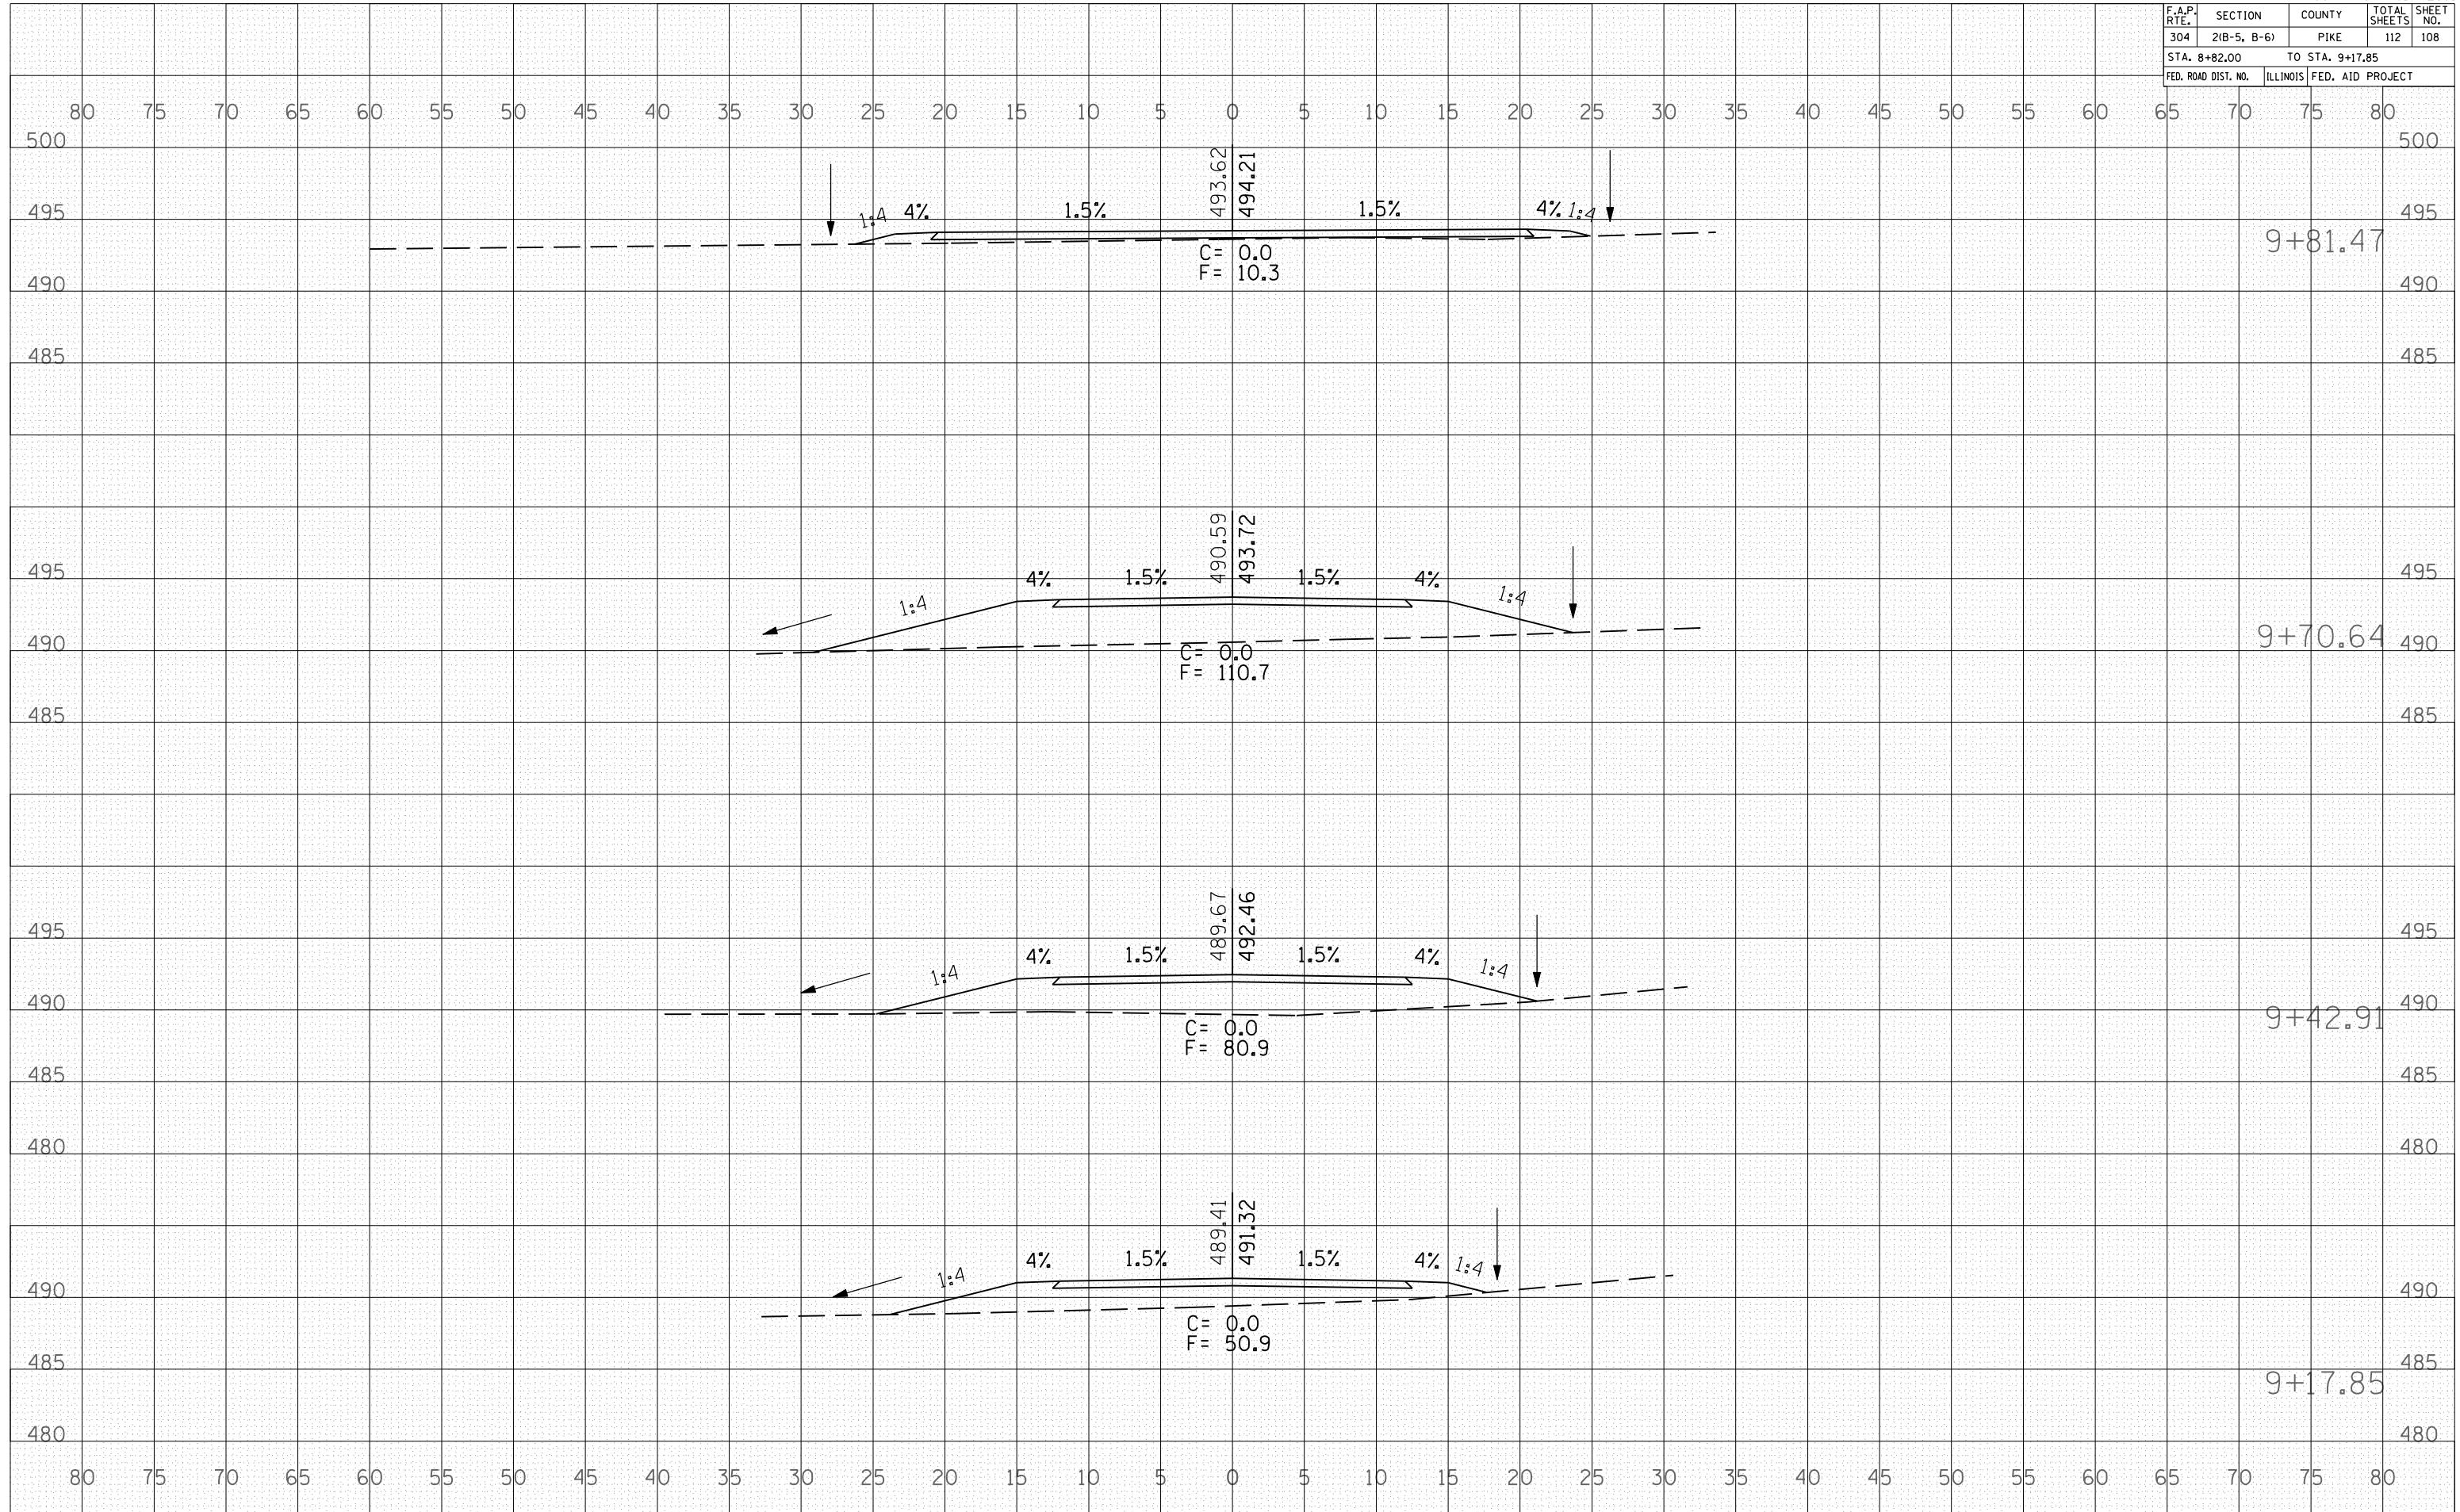 F.A.P. RTE. SECTION COUNTY TOTAL SHEETS SHEET NO.
304 2(B-5, B-6) PIKE 112 108
STA. 8+82.00 TO STA. 9+17.85
FED. ROAD DIST. NO. ILLINOIS FED. AID PROJECT
80 75 70 65 60 55 50 45 40 35 30 25 20 15 10 5 0 5 10 15 20 25 30 35 40 45 50 55 60 65 70 75 80
500 500
493.62 494.21
495 1:4 4% 1.5% 1.5% 4% 1:4 495
9+81.47
C= 0.0
F= 10.3
490 490
485 485
490.59 493.72
495 4% 1.5% 1.5% 4% 495
1:4 1:4
490 9+70.64 490
C= 0.0
F= 110.7
485 485
489.67 492.46
495 495
4% 1.5% 1.5% 4%
1:4 1:4
490 490
9+42.91
C= 0.0
F= 80.9
485 485
480 480
489.41 491.32
4% 1.5% 1.5% 4%
1:4 1:4
490 490
C= 0.0
F= 50.9
485 485
9+17.85
480 480
80 75 70 65 60 55 50 45 40 35 30 25 20 15 10 5 0 5 10 15 20 25 30 35 40 45 50 55 60 65 70 75 80